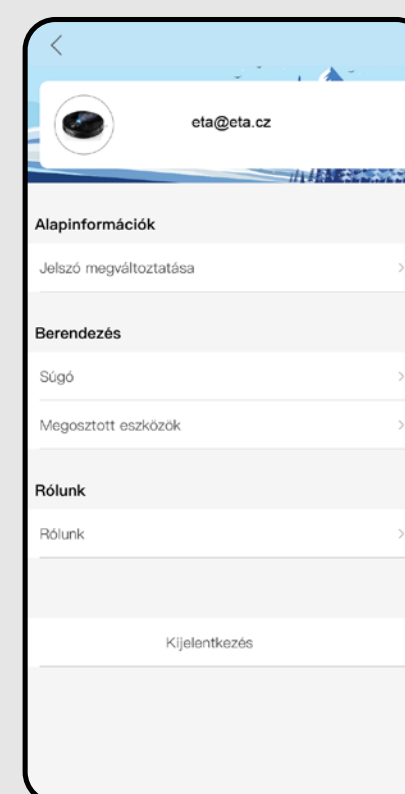 eta@eta.cz
Alapinformációk
Jelszó megváltoztatása
Berendezés
Súgó
Megosztott eszközök
Rólunk
Rólunk
Kijelentkezés